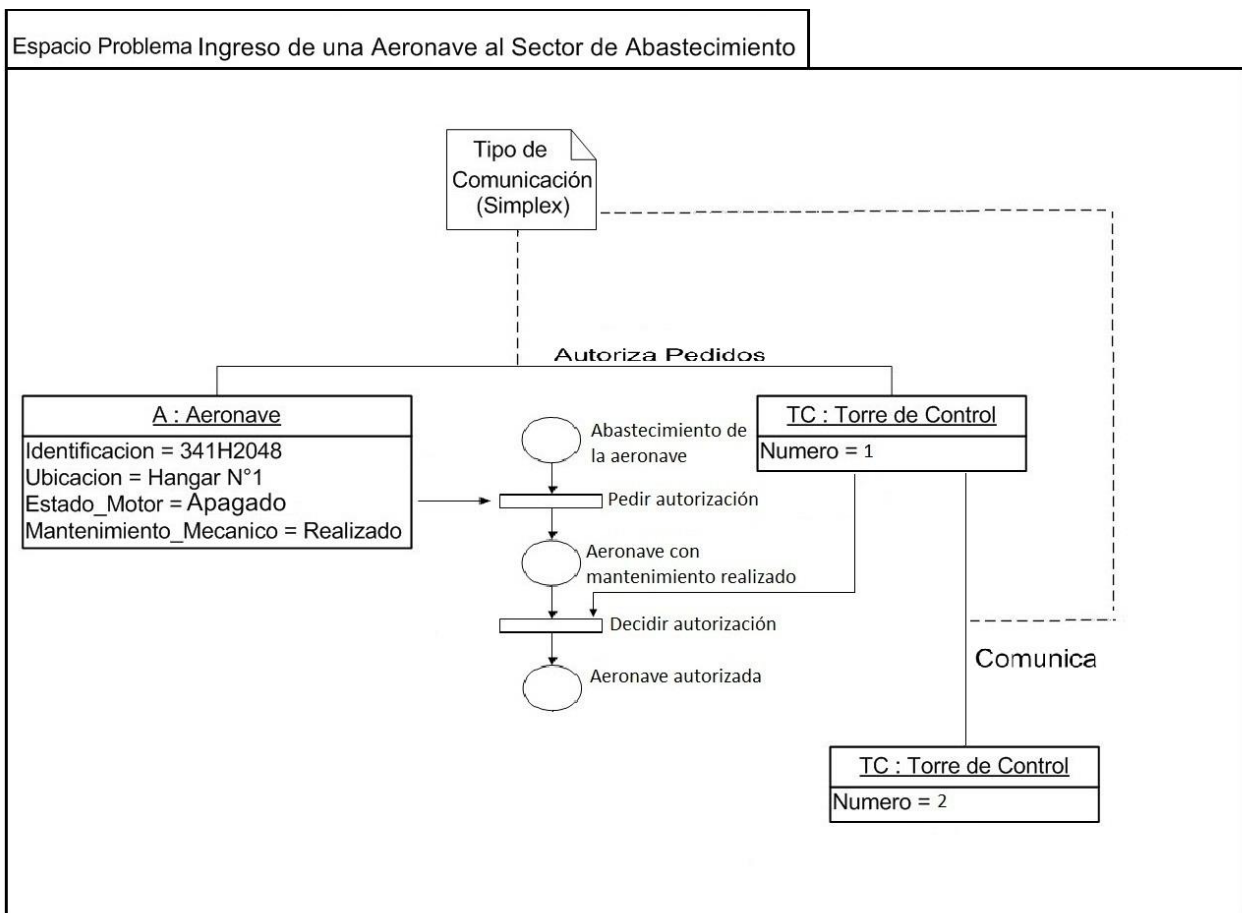 Espacio Problema Ingreso de una Aeronave al Sector de Abastecimiento
Tipo de
Comunicación
(Simplex)
Autoriza Pedidos
A : Aeronave
Identificacion = 341H2048
Ubicacion = Hangar N°1
Estado_Motor = Apagado
Mantenimiento_Mecanico = Realizado
Abastecimiento de
la aeronave
Pedir autorización
Aeronave con
mantenimiento realizado
Decidir autorización
Aeronave autorizada
TC : Torre de Control
Numero = 1
Comunica
TC : Torre de Control
Numero = 2